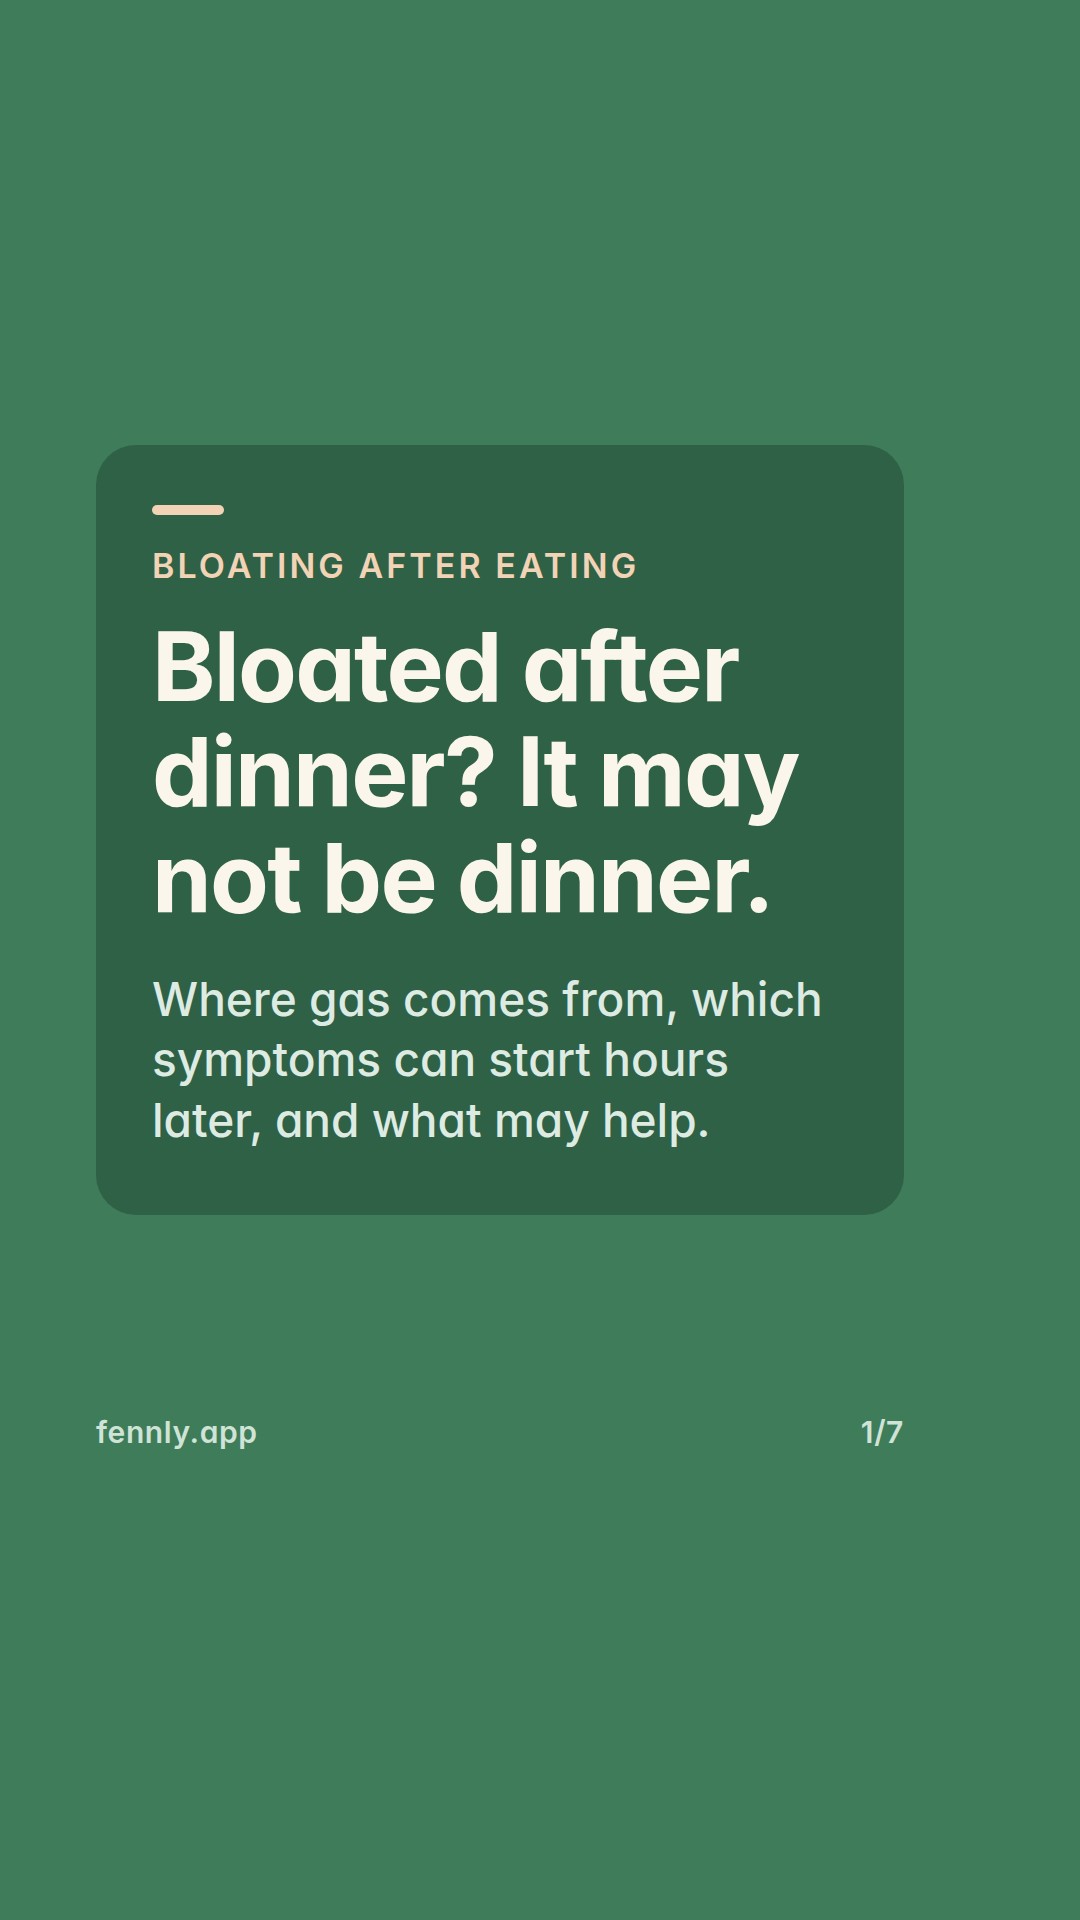 BLOATING AFTER EATING
Bloated after
dinner? It may
not be dinner.
Where gas comes from, which
symptoms can start hours
later, and what may help.
fennly.app
1/7